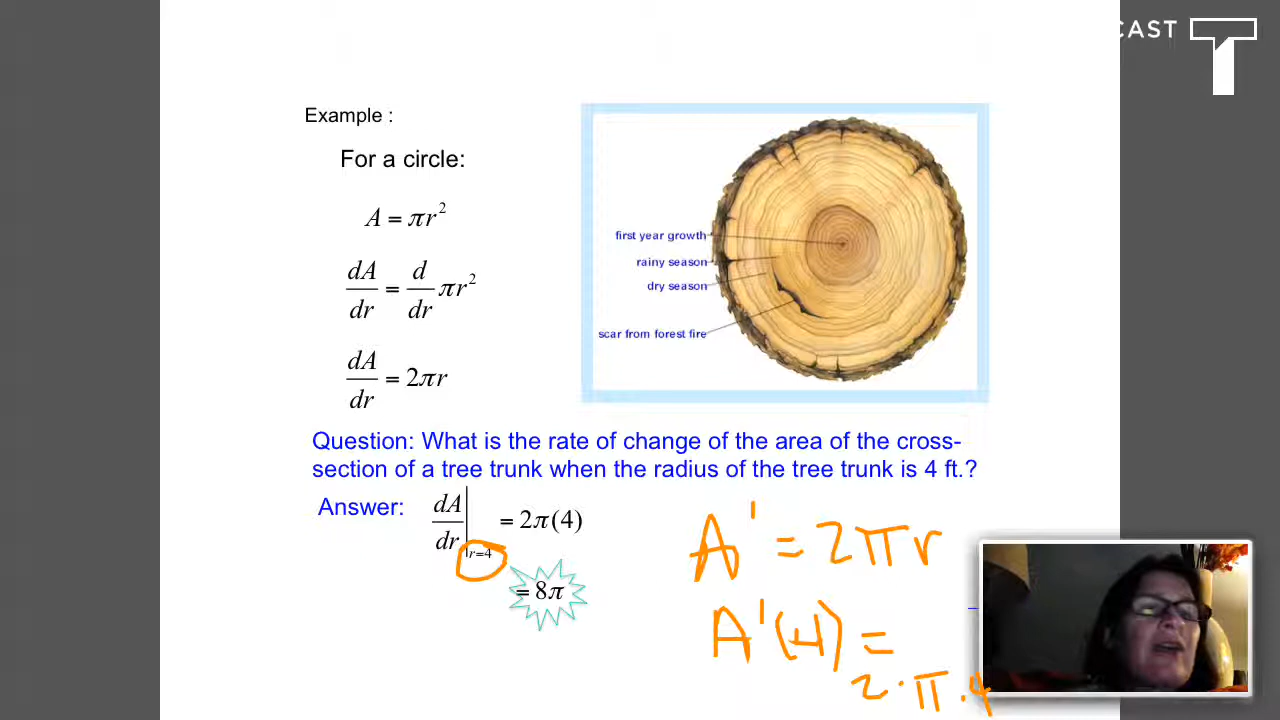 CAST T
Example :
For a circle:
A = πr²
dA/dr = d/dr πr²
dA/dr = 2πr
first year growth
rainy season
dry season
scar from forest fire
Question: What is the rate of change of the area of the cross-
section of a tree trunk when the radius of the tree trunk is 4 ft.?
Answer: dA/dr|r=4 = 2π(4)
= 8π
A' = 2πr
A'(4) =
2·π·4